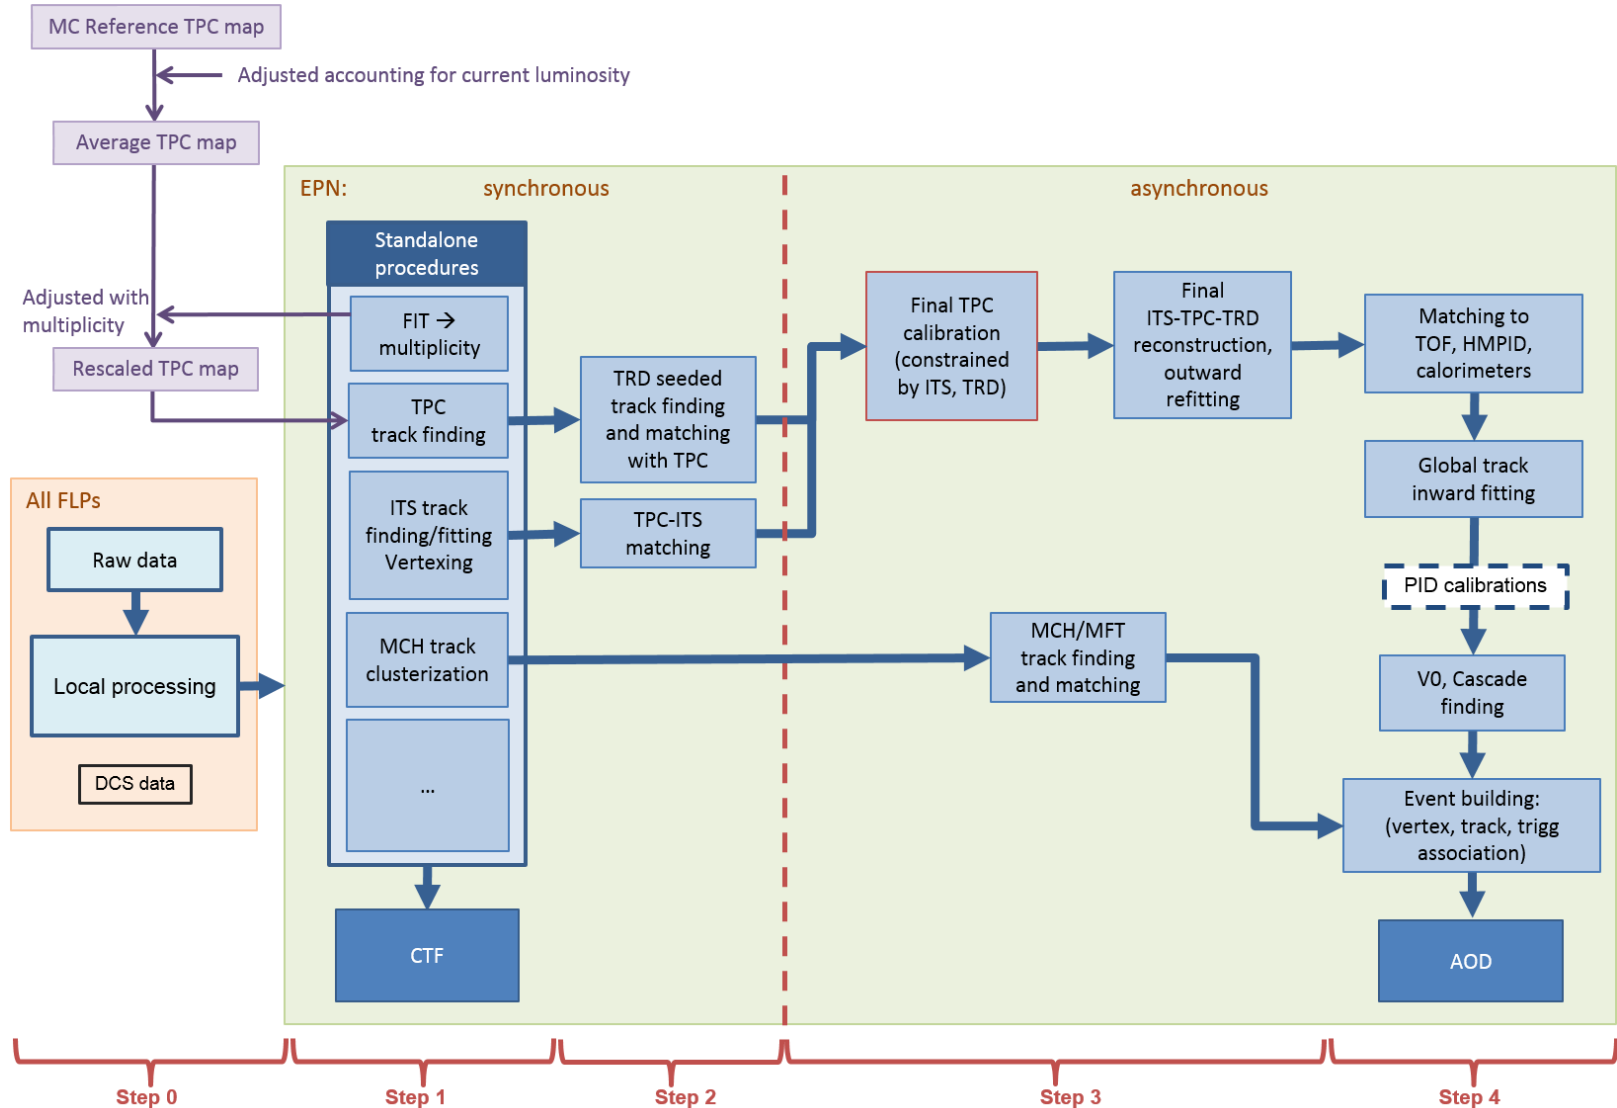 MC Reference TPC map
Adjusted accounting for current luminosity
Average TPC map
Adjusted with
multiplicity
Rescaled TPC map
All FLPs
Raw data
Local processing
DCS data
EPN:
synchronous
asynchronous
Standalone
procedures
FIT →
multiplicity
TPC
track finding
ITS track
finding/fitting
Vertexing
MCH track
clusterization
...
CTF
TRD seeded
track finding
and matching
with TPC
TPC-ITS
matching
Final TPC
calibration
(constrained
by ITS, TRD)
Final
ITS-TPC-TRD
reconstruction,
outward
refitting
MCH/MFT
track finding
and matching
Matching to
TOF, HMPID,
calorimeters
Global track
inward fitting
PID calibrations
V0, Cascade
finding
Event building:
(vertex, track, trigg
association)
AOD
Step 0
Step 1
Step 2
Step 3
Step 4